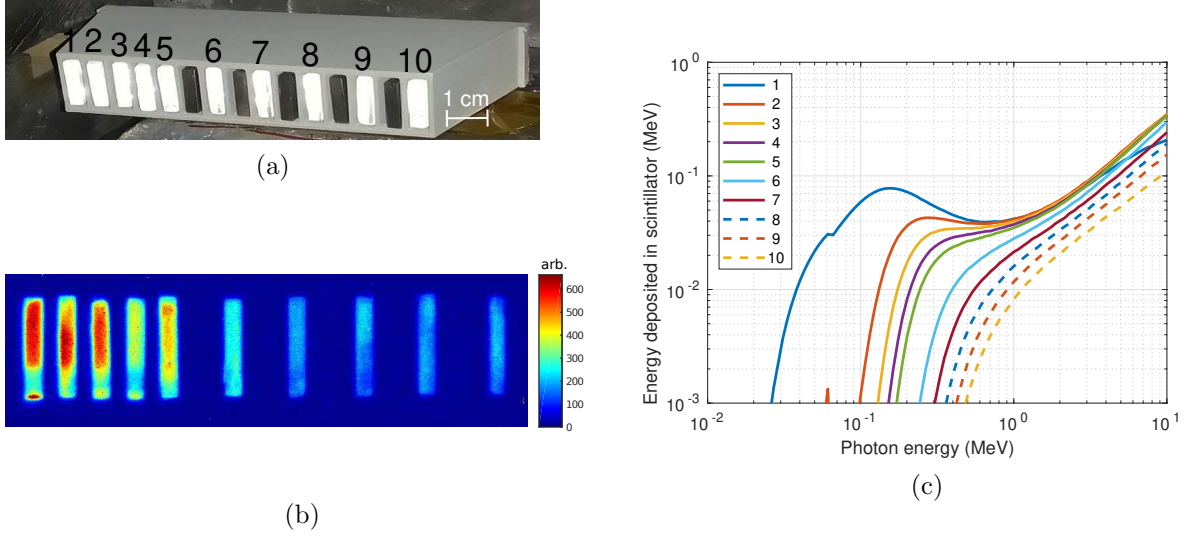 1 2 3 4 5 6 7 8 9 10
1 cm
(a)
arb.
600
500
400
300
200
100
0
(b)
Energy deposited in scintillator (MeV)
10^0
10^-1
10^-2
10^-3
1
2
3
4
5
6
7
8
9
10
10^-2 10^-1 10^0 10^1
Photon energy (MeV)
(c)